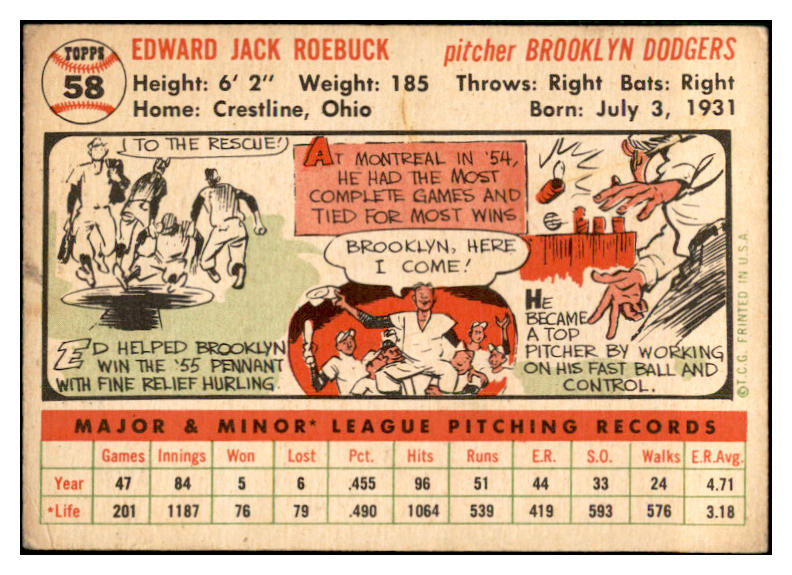 TOPPS
58
EDWARD JACK ROEBUCK pitcher BROOKLYN DODGERS
Height: 6' 2" Weight: 185 Throws: Right Bats: Right
Home: Crestline, Ohio Born: July 3, 1931
TO THE RESCUE!
AT MONTREAL IN '54,
HE HAD THE MOST
COMPLETE GAMES AND
TIED FOR MOST WINS
BROOKLYN, HERE
I COME!
ED HELPED BROOKLYN
WIN THE '55 PENNANT
WITH FINE RELIEF HURLING.
HE
BECAME
A TOP
PITCHER BY WORKING
ON HIS FAST BALL AND
CONTROL.
© T.C.G. PRINTED IN U.S.A.
MAJOR & MINOR* LEAGUE PITCHING RECORDS
Games Innings Won Lost Pct. Hits Runs E.R. S.O. Walks E.R.Avg.
Year 47 84 5 6 .455 96 51 44 33 24 4.71
*Life 201 1187 76 79 .490 1064 539 419 593 576 3.18